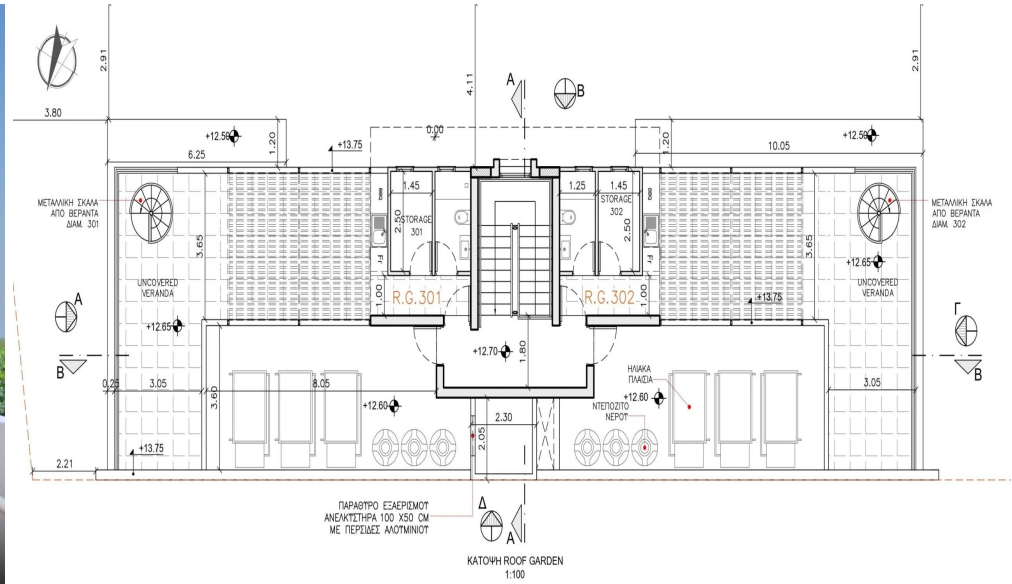 2.91
4.11
2.91
A
B
3.80
+12.50
1.20
+13.75
0.00
1.20
+12.50
6.25
10.05
ΜΕΤΑΛΛΙΚΗ ΣΚΑΛΑ
ΑΠΟ ΒΕΡΑΝΤΑ
ΔΙΑΜ. 301
1.45
STORAGE
301
2.50
1.25
1.45
STORAGE
302
2.50
ΜΕΤΑΛΛΙΚΗ ΣΚΑΛΑ
ΑΠΟ ΒΕΡΑΝΤΑ
ΔΙΑΜ. 302
3.65
3.65
Fr
Fr
+12.65
UNCOVERED
VERANDA
1.00
R.G.301
R.G.302
1.00
+13.75
UNCOVERED
VERANDA
A
+12.65
Γ
B
+12.70
1.80
B
0.25
3.05
8.05
3.60
ΗΛΙΑΚΑ
ΠΛΑΙΣΙΑ
3.05
+12.60
2.30
ΝΤΕΠΟΖΙΤΟ
ΝΕΡΟΥ
+12.60
2.05
+13.75
2.21
ΠΑΡΑΘΥΡΟ ΕΞΑΕΡΙΣΜΟΥ
ΑΝΕΛΚΥΣΤΗΡΑ 100 X50 CM
ΜΕ ΠΕΡΣΙΔΕΣ ΑΛΟΥΜΙΝΙΟΥ
Δ
A
ΚΑΤΟΨΗ ROOF GARDEN
1:100